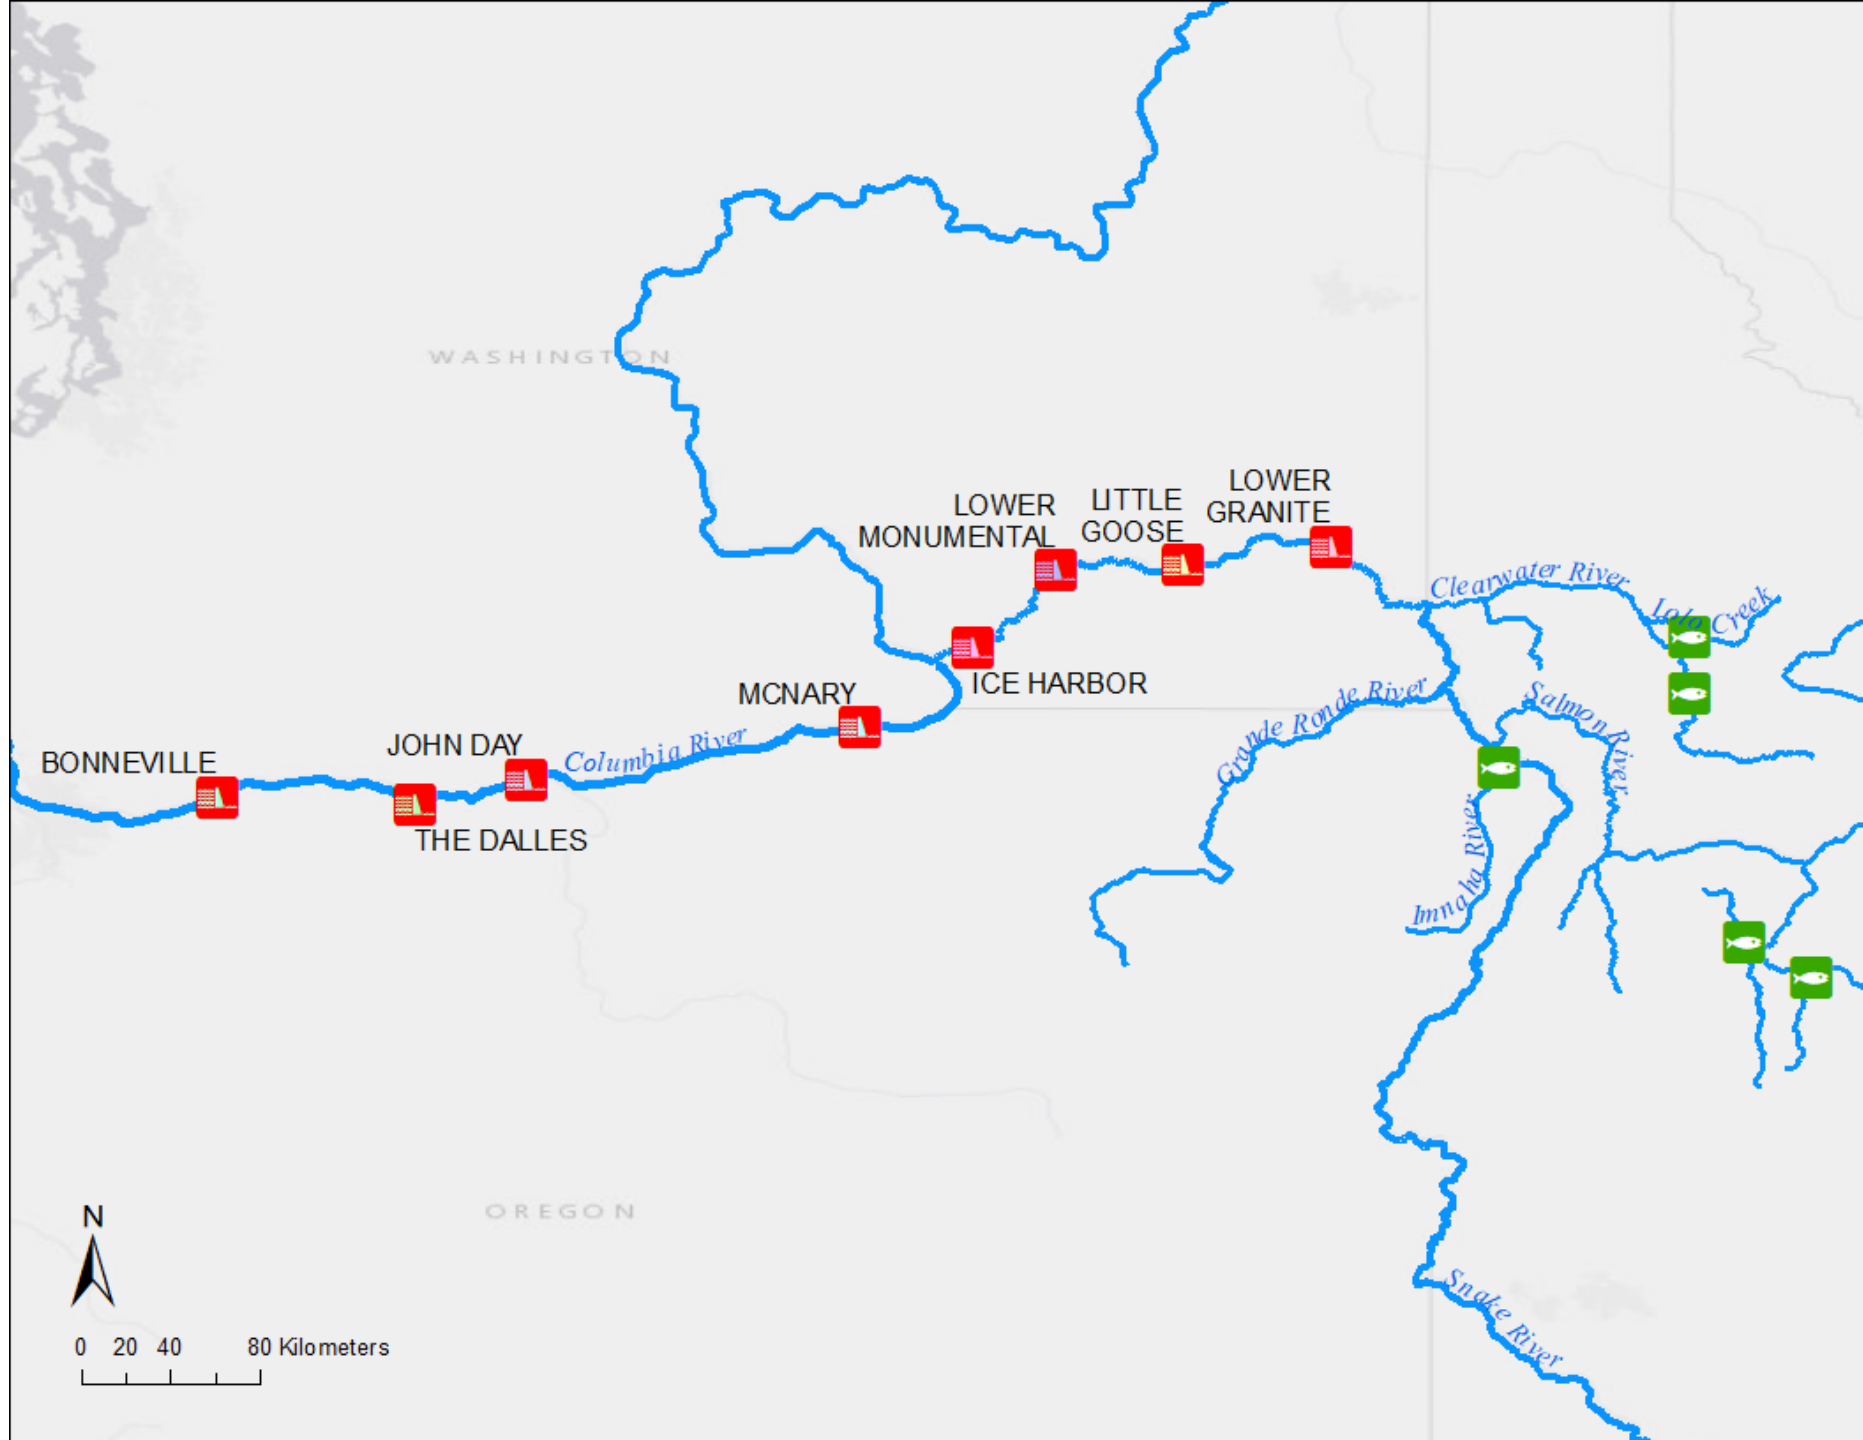 WASHINGTON
LOWER
GRANITE
LITTLE
GOOSE
LOWER
MONUMENTAL
Clearwater River
Lolo Creek
ICE HARBOR
MCNARY
Grande Ronde River
Salmon River
JOHN DAY
Columbia River
BONNEVILLE
THE DALLES
Imnaha River
OREGON
N
Snake River
0 20 40 80 Kilometers